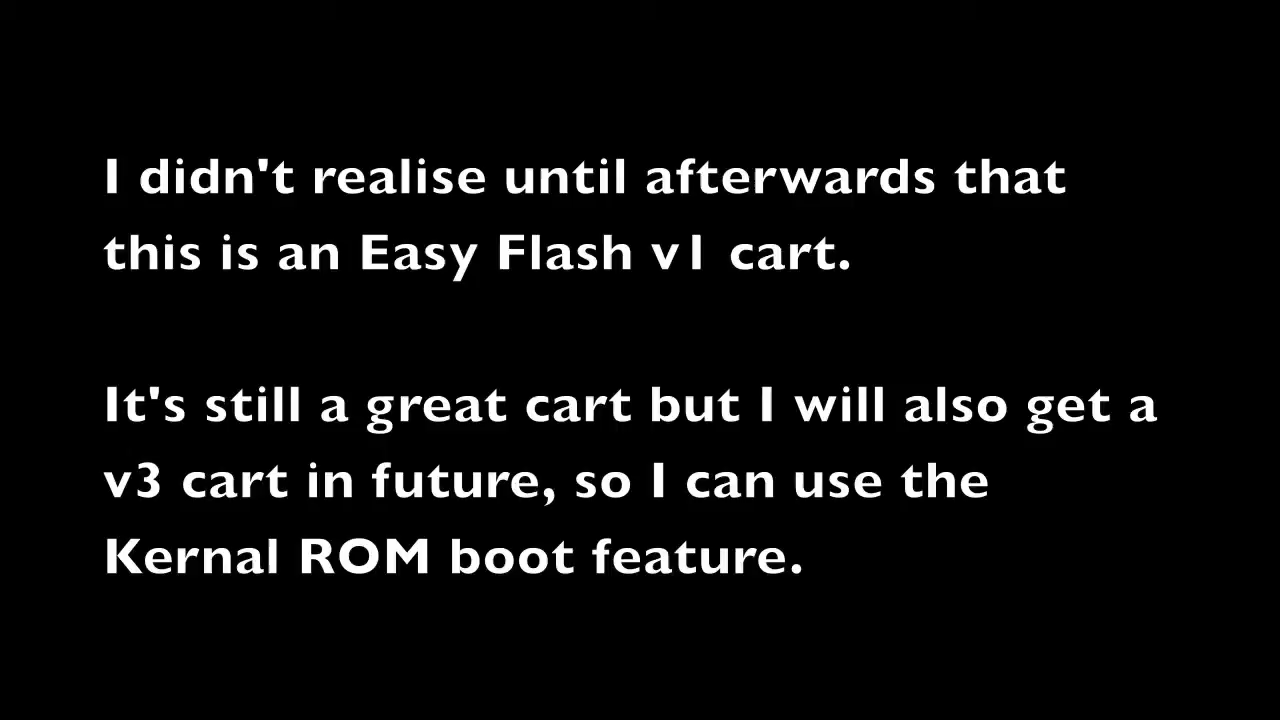 I didn't realise until afterwards that
this is an Easy Flash v1 cart.
It's still a great cart but I will also get a
v3 cart in future, so I can use the
Kernal ROM boot feature.